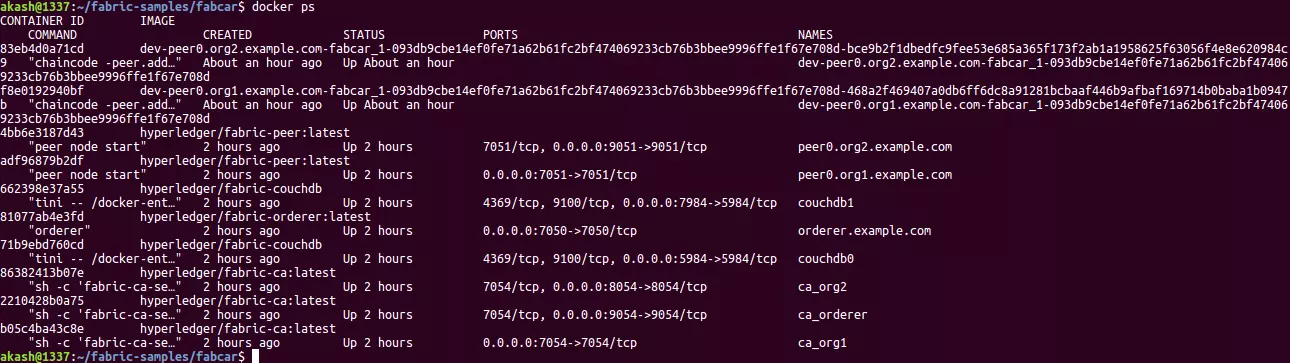 akash@1337:~/fabric-samples/fabcar$ docker ps
CONTAINER ID        IMAGE
    COMMAND                  CREATED             STATUS              PORTS                                        NAMES
83eb4d0a71cd        dev-peer0.org2.example.com-fabcar_1-093db9cbe14ef0fe71a62b61fc2bf474069233cb76b3bbee9996ffe1f67e708d-bce9b2f1dbedfc9fee53e685a365f173f2ab1a1958625f63056f4e8e620984c
9   "chaincode -peer.add…"   About an hour ago   Up About an hour                                                 dev-peer0.org2.example.com-fabcar_1-093db9cbe14ef0fe71a62b61fc2bf47406
9233cb76b3bbee9996ffe1f67e708d
f8e0192940bf        dev-peer0.org1.example.com-fabcar_1-093db9cbe14ef0fe71a62b61fc2bf474069233cb76b3bbee9996ffe1f67e708d-468a2f469407a0db6ff6dc8a91281bcbaaf446b9afbaf169714b0baba1b0947
b   "chaincode -peer.add…"   About an hour ago   Up About an hour                                                 dev-peer0.org1.example.com-fabcar_1-093db9cbe14ef0fe71a62b61fc2bf47406
9233cb76b3bbee9996ffe1f67e708d
4bb6e3187d43        hyperledger/fabric-peer:latest
    "peer node start"        2 hours ago         Up 2 hours          7051/tcp, 0.0.0.0:9051->9051/tcp             peer0.org2.example.com
adf96879b2df        hyperledger/fabric-peer:latest
    "peer node start"        2 hours ago         Up 2 hours          0.0.0.0:7051->7051/tcp                       peer0.org1.example.com
662398e37a55        hyperledger/fabric-couchdb
    "tini -- /docker-ent…"   2 hours ago         Up 2 hours          4369/tcp, 9100/tcp, 0.0.0.0:7984->5984/tcp   couchdb1
81077ab4e3fd        hyperledger/fabric-orderer:latest
    "orderer"                2 hours ago         Up 2 hours          0.0.0.0:7050->7050/tcp                       orderer.example.com
71b9ebd760cd        hyperledger/fabric-couchdb
    "tini -- /docker-ent…"   2 hours ago         Up 2 hours          4369/tcp, 9100/tcp, 0.0.0.0:5984->5984/tcp   couchdb0
86382413b07e        hyperledger/fabric-ca:latest
    "sh -c 'fabric-ca-se…"   2 hours ago         Up 2 hours          7054/tcp, 0.0.0.0:8054->8054/tcp             ca_org2
2210428b0a75        hyperledger/fabric-ca:latest
    "sh -c 'fabric-ca-se…"   2 hours ago         Up 2 hours          7054/tcp, 0.0.0.0:9054->9054/tcp             ca_orderer
b05c4ba43c8e        hyperledger/fabric-ca:latest
    "sh -c 'fabric-ca-se…"   2 hours ago         Up 2 hours          0.0.0.0:7054->7054/tcp                       ca_org1
akash@1337:~/fabric-samples/fabcar$